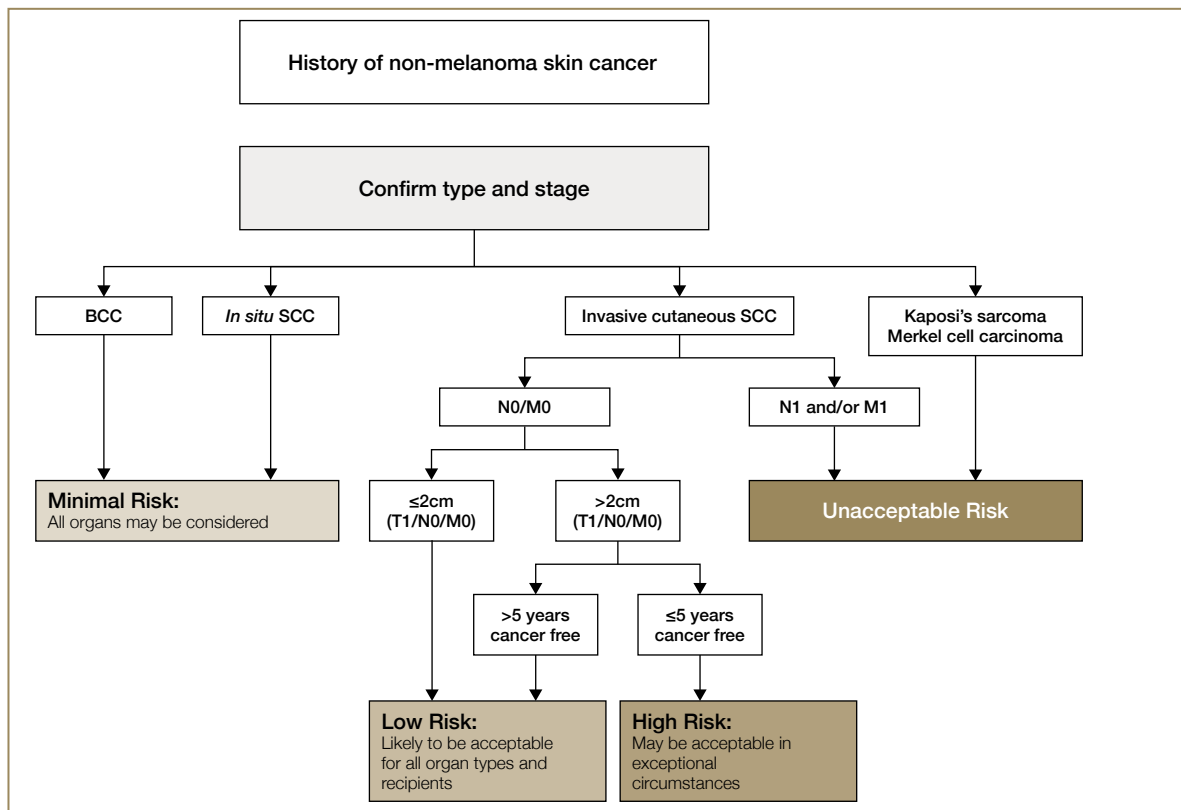 History of non-melanoma skin cancer
Confirm type and stage
BCC
In situ SCC
Invasive cutaneous SCC
Kaposi’s sarcoma
Merkel cell carcinoma
N0/M0
N1 and/or M1
Minimal Risk:
All organs may be considered
≤2cm
(T1/N0/M0)
>2cm
(T1/N0/M0)
Unacceptable Risk
>5 years
cancer free
≤5 years
cancer free
Low Risk:
Likely to be acceptable
for all organ types and
recipients
High Risk:
May be acceptable in
exceptional
circumstances